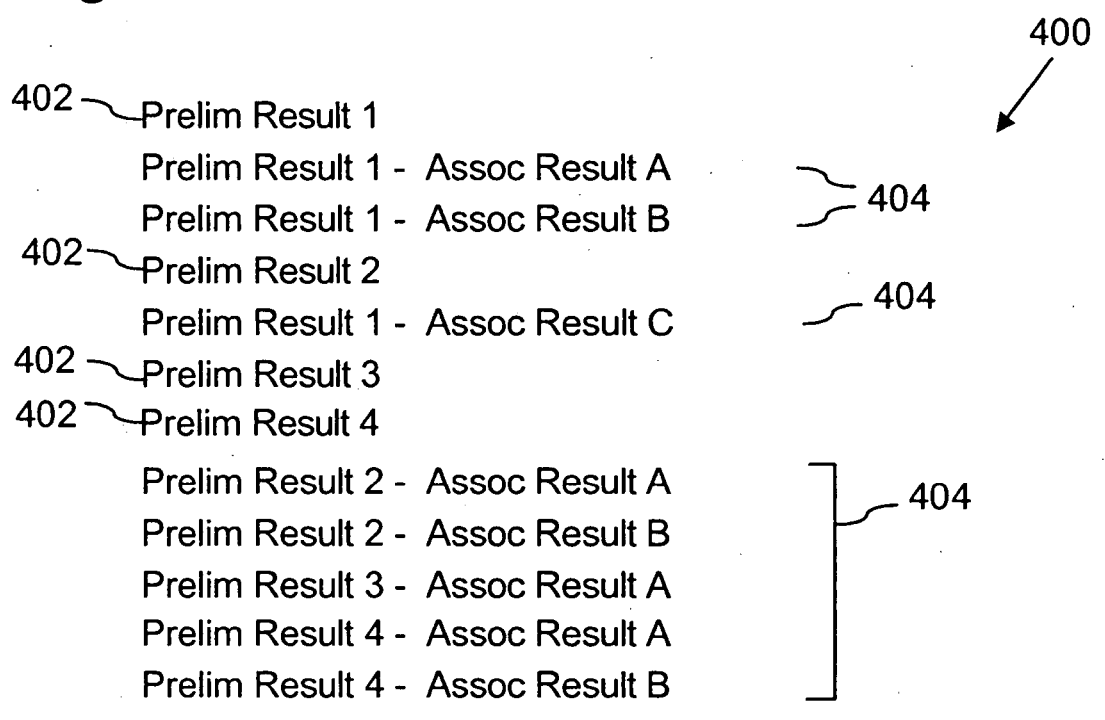 400
402 Prelim Result 1
Prelim Result 1 - Assoc Result A
404
Prelim Result 1 - Assoc Result B
402 Prelim Result 2
Prelim Result 1 - Assoc Result C 404
402 Prelim Result 3
402 Prelim Result 4
Prelim Result 2 - Assoc Result A
404
Prelim Result 2 - Assoc Result B
Prelim Result 3 - Assoc Result A
Prelim Result 4 - Assoc Result A
Prelim Result 4 - Assoc Result B